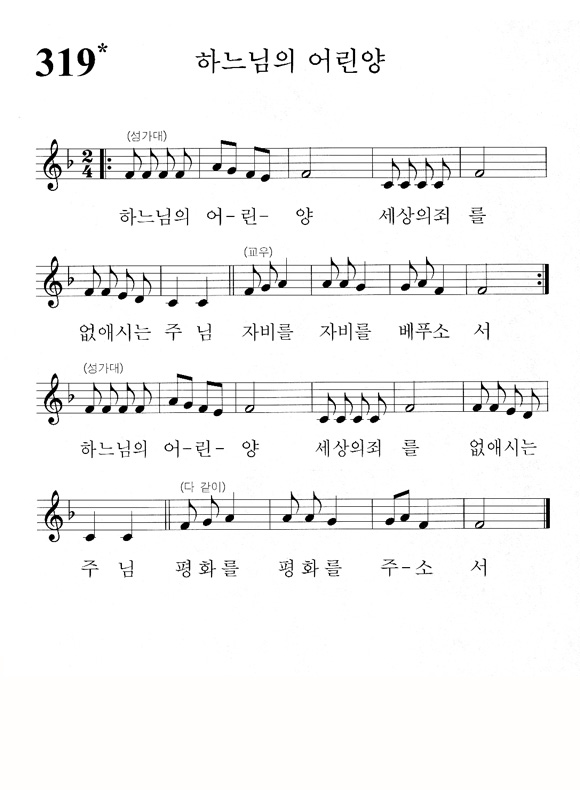 319* 하느님의 어린양
(성가대)
2
4
하느님의 어-린- 양 세상의죄 를
(교우)
없애시는 주 님 자비를 자비를 베푸소 서
(성가대)
하느님의 어-린- 양 세상의죄 를 없애시는
(다 같이)
주 님 평화를 평화를 주-소 서